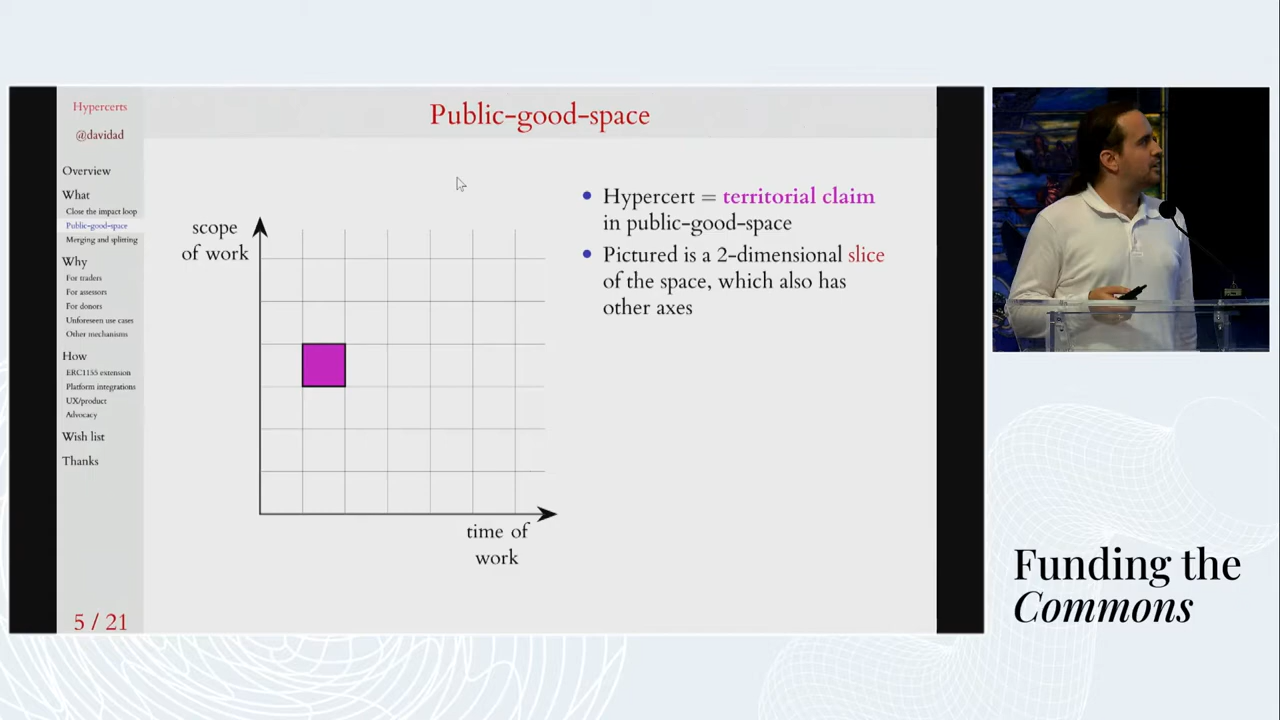 Hypercerts
@davidad
Overview
What
Close the impact loop
Public-good-space
Merging and splitting
Why
For traders
For assessors
For donors
Unforeseen use cases
Other mechanisms
How
ERC1155 extension
Platform integrations
UX/product
Advocacy
Wish list
Thanks
5 / 21
Public-good-space
scope
of work
time of
work
• Hypercert = territorial claim
in public-good-space
• Pictured is a 2-dimensional slice
of the space, which also has
other axes
Funding the
Commons